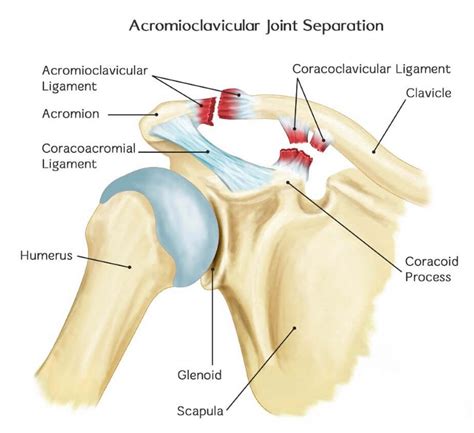 Acromioclavicular Joint Separation
Acromioclavicular
Ligament
Coracoclavicular Ligament
Clavicle
Acromion
Coracoacromial
Ligament
Humerus
Coracoid
Process
Glenoid
Scapula